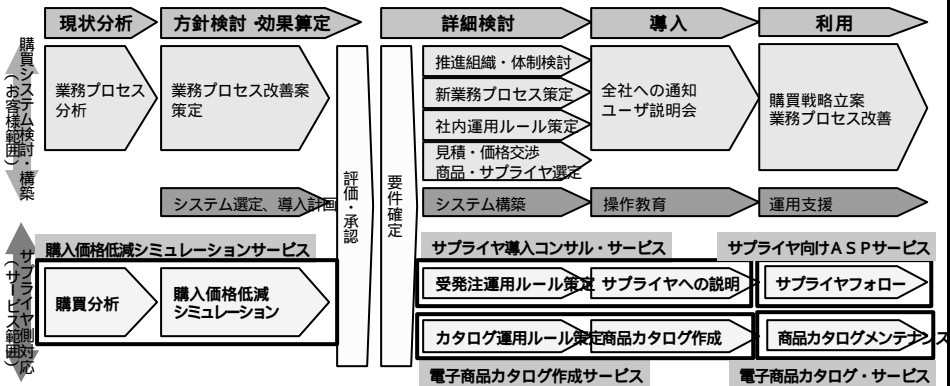 現状分析
方針検討・効果算定
詳細検討
導入
利用
購買システム検討・構築
(お客様範囲)
業務プロセス
分析
業務プロセス改善案
策定
評価・承認
要件確定
推進組織・体制検討
新業務プロセス策定
社内運用ルール策定
見積・価格交渉
商品・サプライヤ選定
全社への通知
ユーザ説明会
購買戦略立案
業務プロセス改善
システム選定、導入計画
システム構築
操作教育
運用支援
サプライヤ側対応
(サービス範囲)
購入価格低減シミュレーションサービス
購買分析
購入価格低減
シミュレーション
サプライヤ導入コンサル・サービス
サプライヤ向けASPサービス
受発注運用ルール策定
サプライヤへの説明
サプライヤフォロー
カタログ運用ルール策定
商品カタログ作成
商品カタログメンテナンス
電子商品カタログ作成サービス
電子商品カタログ・サービス